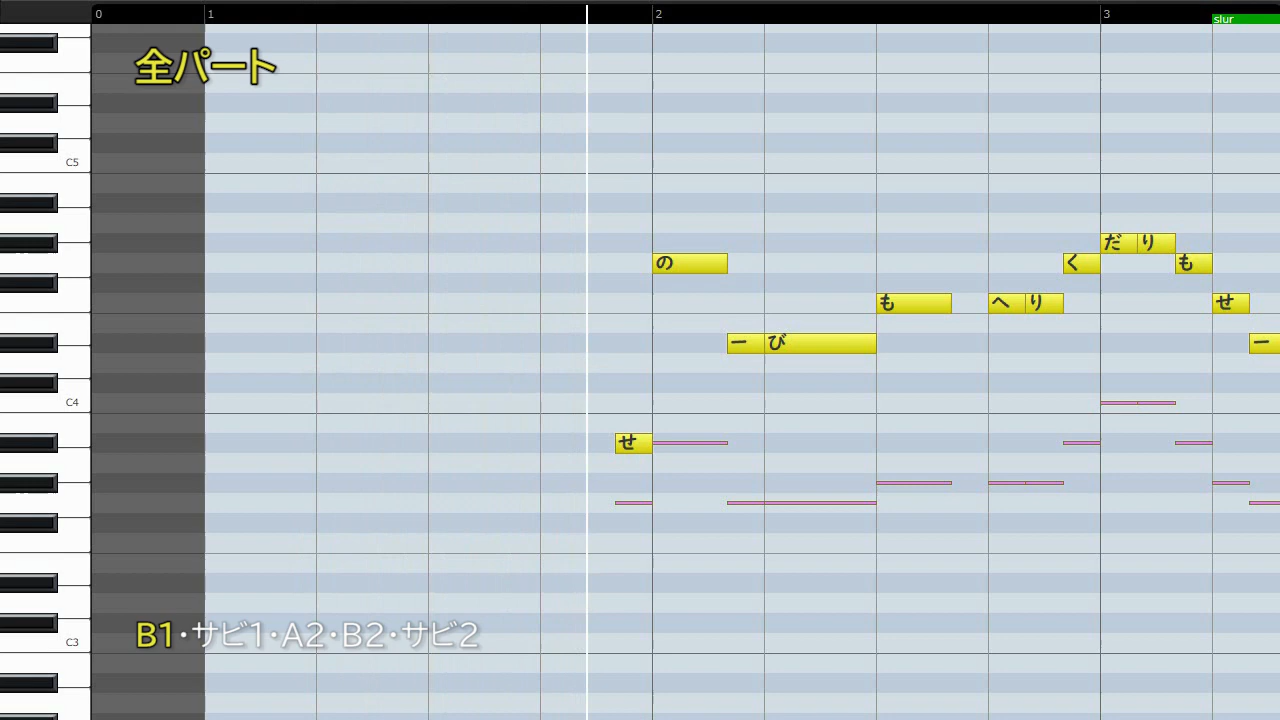 0 1 2 3
slur
全パート
C5
だ り
の く も
も へ り せ
ー び ー
C4
せ
B1・サビ1・A2・B2・サビ2
C3